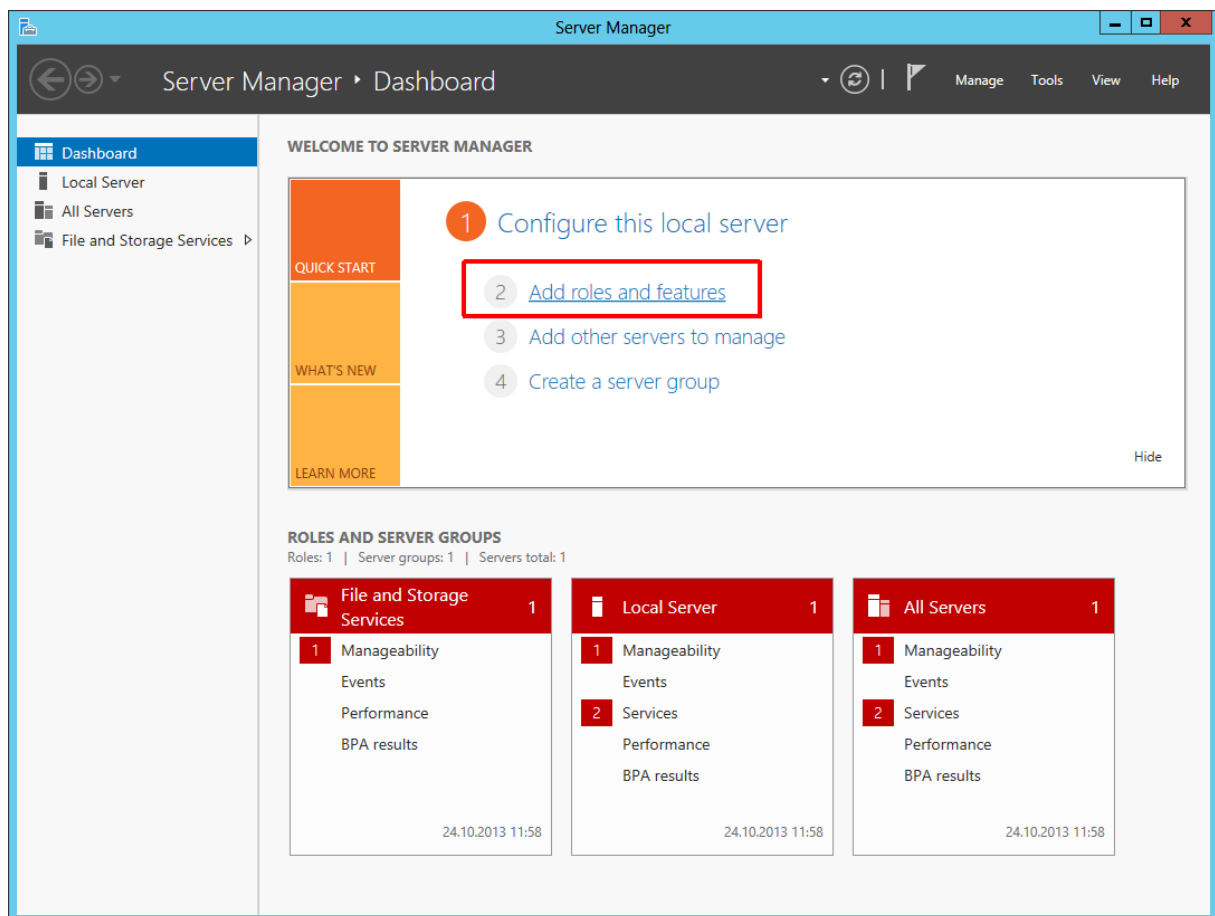 Server Manager
Server Manager ‣ Dashboard
Manage Tools View Help
Dashboard
Local Server
All Servers
File and Storage Services
WELCOME TO SERVER MANAGER
QUICK START
WHAT'S NEW
LEARN MORE
1 Configure this local server
2 Add roles and features
3 Add other servers to manage
4 Create a server group
Hide
ROLES AND SERVER GROUPS
Roles: 1 | Server groups: 1 | Servers total: 1
File and Storage
Services 1
1 Manageability
Events
Performance
BPA results
24.10.2013 11:58
Local Server 1
1 Manageability
Events
2 Services
Performance
BPA results
24.10.2013 11:58
All Servers 1
1 Manageability
Events
2 Services
Performance
BPA results
24.10.2013 11:58